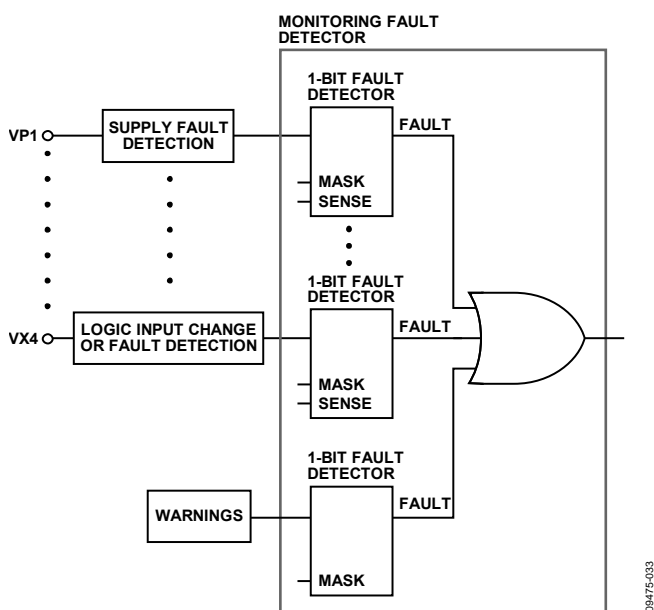 MONITORING FAULT
DETECTOR
1-BIT FAULT
DETECTOR
VP1
SUPPLY FAULT
DETECTION
FAULT
MASK
SENSE
1-BIT FAULT
DETECTOR
VX4
LOGIC INPUT CHANGE
OR FAULT DETECTION
FAULT
MASK
SENSE
1-BIT FAULT
DETECTOR
WARNINGS
FAULT
MASK
09475-033